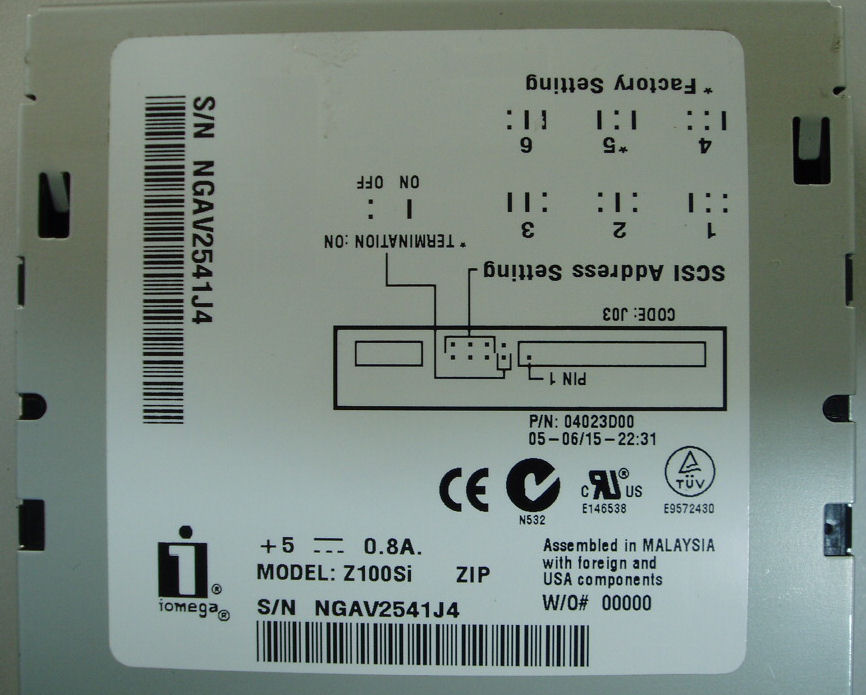 * Factory Setting
4 *5 6
1 2 3
ON OFF
* TERMINATION :ON
SCSI Address Setting
CODE: J03
PIN 1
S/N NGAV2541J4
P/N: 04023D00
05-06/15-22:31
CE
N532
C RU® US
E146538
TÜV
E9572430
iomega®
+5 0.8A.
MODEL: Z100Si ZIP
S/N NGAV2541J4
Assembled in MALAYSIA
with foreign and
USA components
W/O# 00000